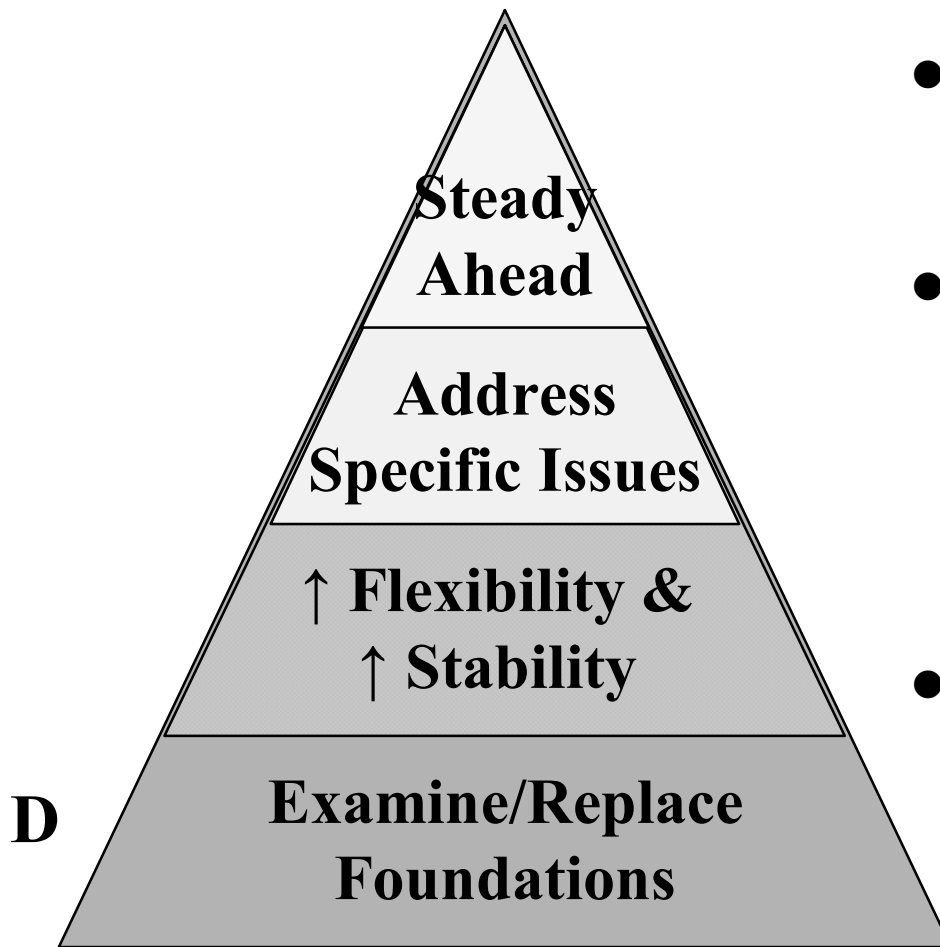 Steady
Ahead
Address
Specific Issues
↑ Flexibility &
↑ Stability
D
Examine/Replace
Foundations